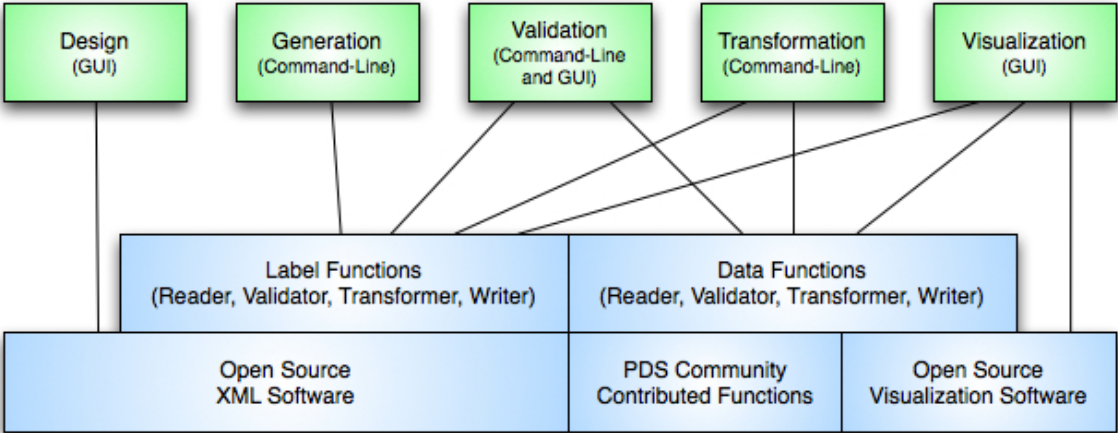 Design
(GUI)
Generation
(Command-Line)
Validation
(Command-Line
and GUI)
Transformation
(Command-Line)
Visualization
(GUI)
Label Functions
(Reader, Validator, Transformer, Writer)
Data Functions
(Reader, Validator, Transformer, Writer)
Open Source
XML Software
PDS Community
Contributed Functions
Open Source
Visualization Software